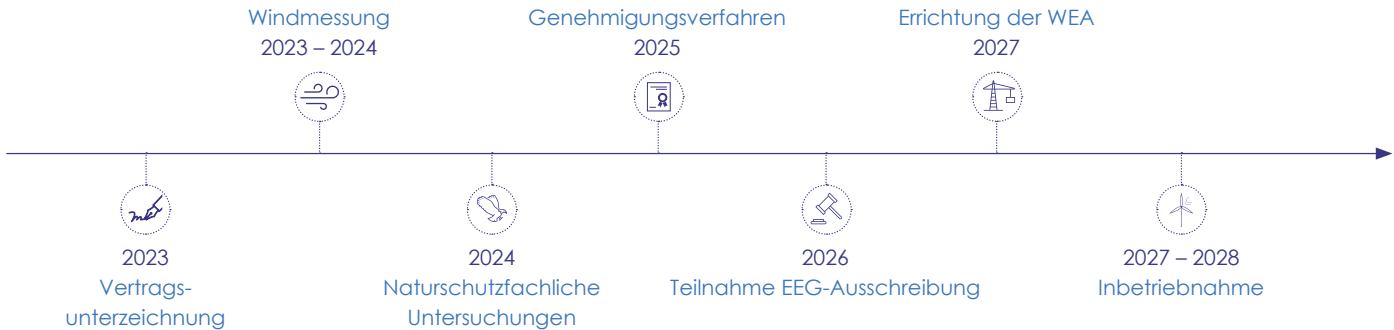 Windmessung
2023 – 2024
Genehmigungsverfahren
2025
Errichtung der WEA
2027
2023
Vertrags-
unterzeichnung
2024
Naturschutzfachliche
Untersuchungen
2026
Teilnahme EEG-Ausschreibung
2027 – 2028
Inbetriebnahme